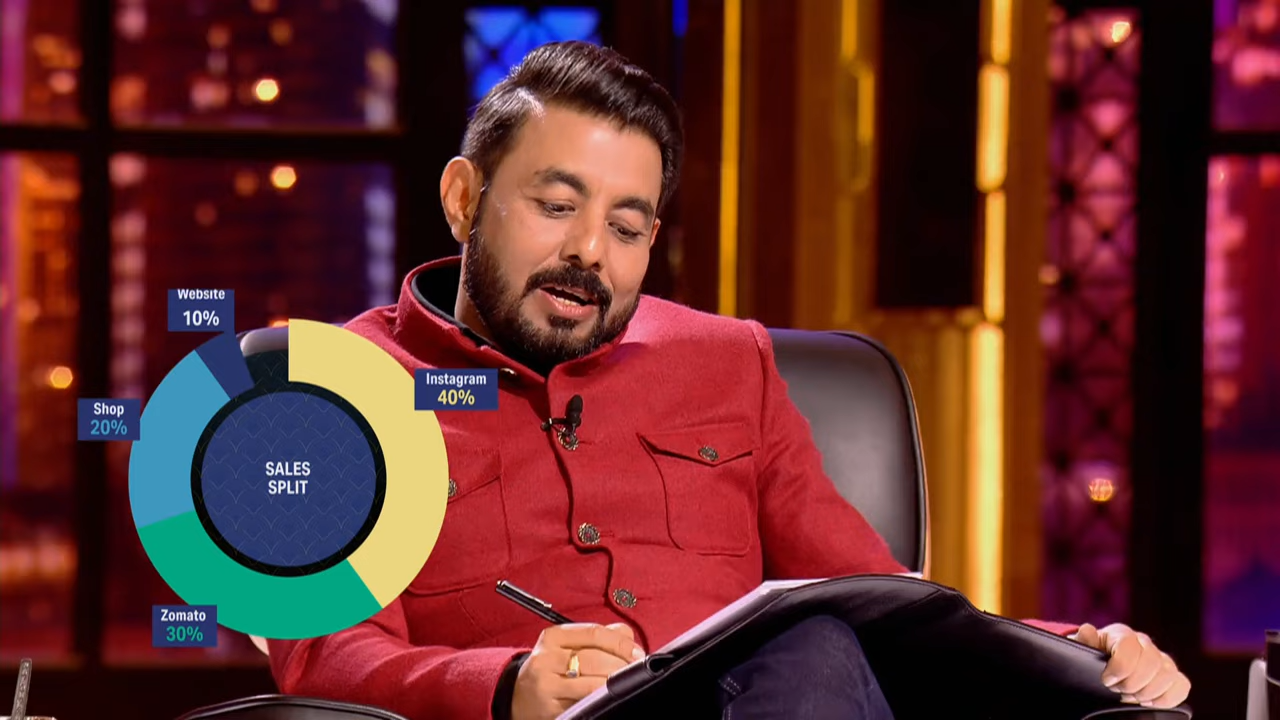 Website
10%
Instagram
40%
Shop
20%
SALES
SPLIT
Zomato
30%